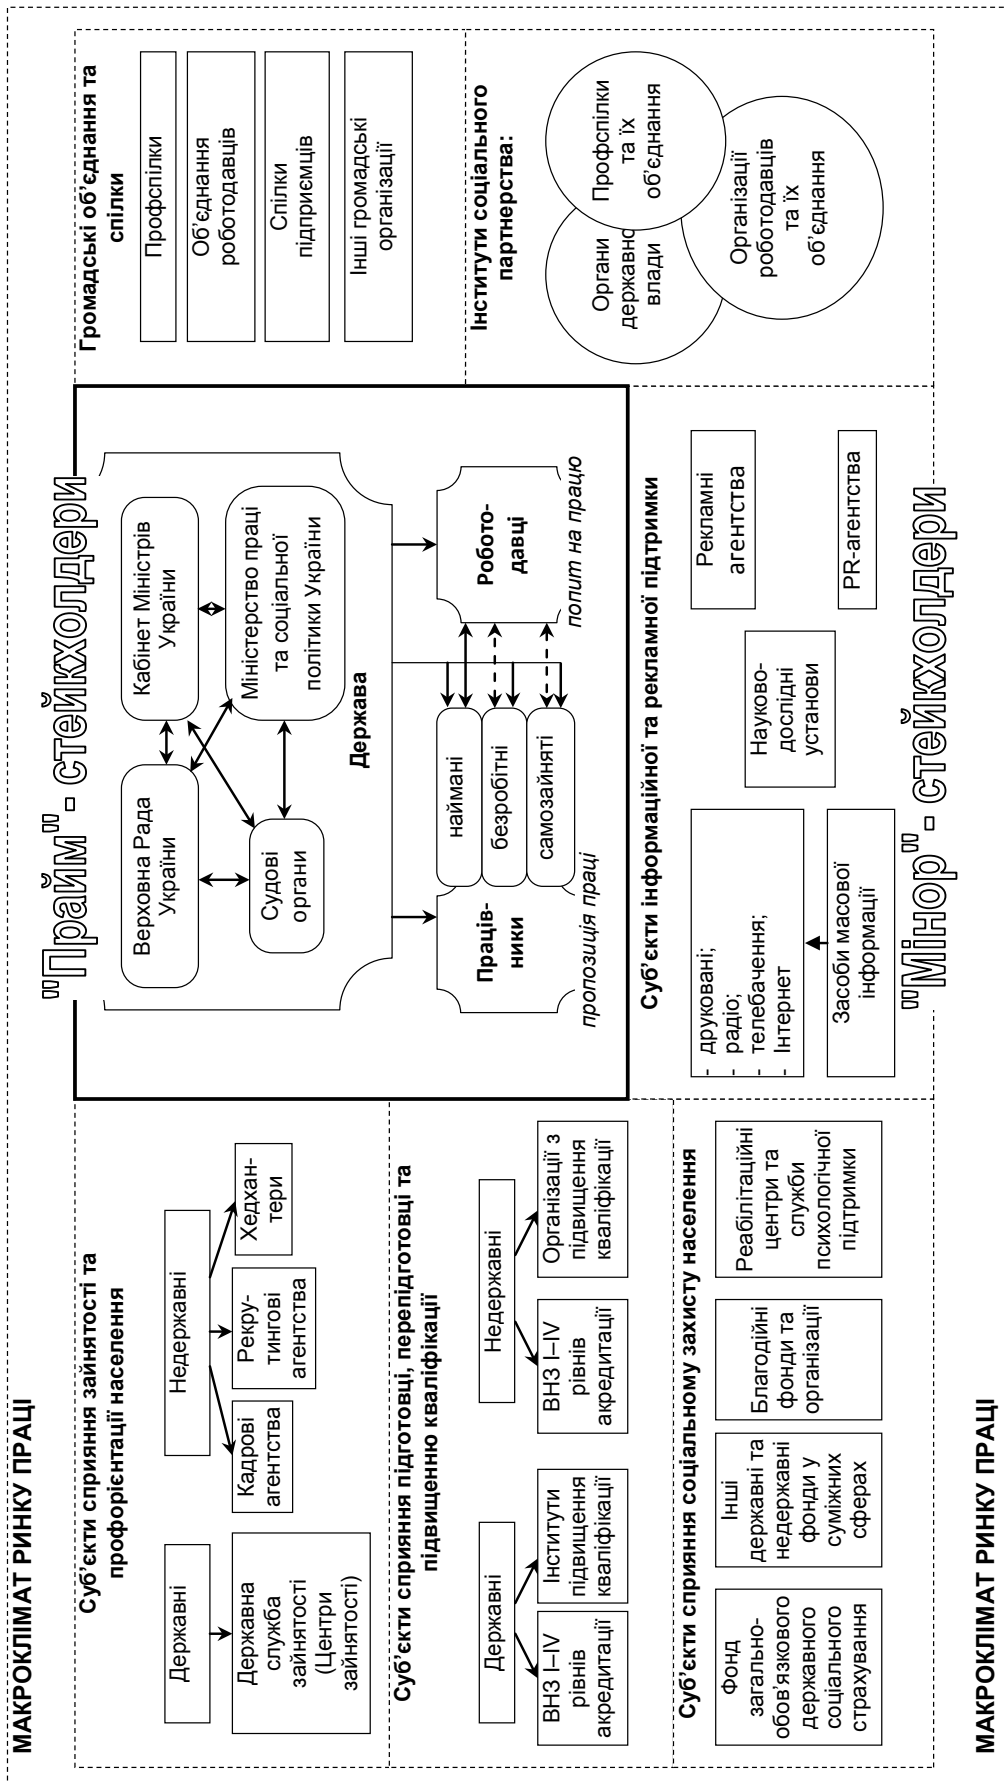 МАКРОКЛІМАТ РИНКУ ПРАЦІ
Суб’єкти сприяння зайнятості та
профорієнтації населення
Державні
Державна
служба
зайнятості
(Центри
зайнятості)
Недержавні
Кадрові
агентства
Рекру-
тингові
агентства
Хедхан-
тери
Суб’єкти сприяння підготовці, перепідготовці та
підвищенню кваліфікації
Державні
ВНЗ І–ІV
рівнів
акредитації
Інститути
підвищення
кваліфікації
Недержавні
ВНЗ І–ІV
рівнів
акредитації
Організації з
підвищення
кваліфікації
Суб’єкти сприяння соціальному захисту населення
Фонд
загально-
обов’язкового
державного
соціального
страхування
Інші
державні та
недержавні
фонди у
суміжних
сферах
Благодійні
фонди та
організації
Реабілітаційні
центри та
служби
психологічної
підтримки
"Прайм"- стейкхолдери
Верховна Рада
України
Кабінет Міністрів
України
Судові
органи
Міністерство праці
та соціальної
політики України
Держава
Праців-
ники
пропозиція праці
наймані
безробітні
самозайняті
Робото-
давці
попит на працю
Суб’єкти інформаційної та рекламної підтримки
- друковані;
- радіо;
- телебачення;
- Інтернет
Засоби масової
інформації
Науково-
дослідні
установи
Рекламні
агентства
PR-агентства
"Мінор"- стейкхолдери
Громадські об’єднання та
спілки
Профспілки
Об’єднання
роботодавців
Спілки
підприємців
Інші громадські
організації
Інститути соціального
партнерства:
Органи
державно
влади
Профспілки
та їх
об’єднання
Організації
роботодавців
та їх
об’єднання
МАКРОКЛІМАТ РИНКУ ПРАЦІ